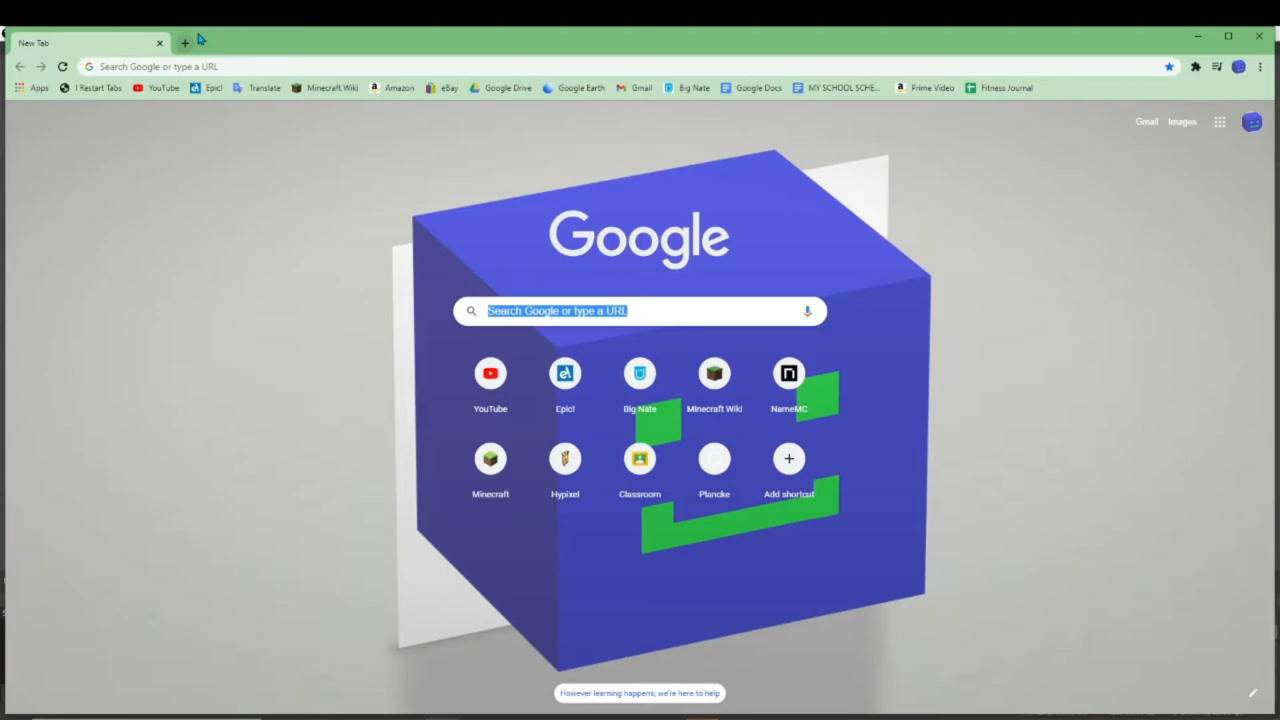 New Tab
Search Google or type a URL
Apps I Restart Tabs YouTube Epic! Translate Minecraft Wiki Amazon eBay Google Drive Google Earth Gmail Big Nate Google Docs MY SCHOOL SCHE... Prime Video Fitness Journal
Gmail Images
Google
Search Google or type a URL
YouTube Epic! Big Nate Minecraft Wiki NameMC
Minecraft Hypixel Classroom Plancke Add shortcut
However learning happens, we're here to help